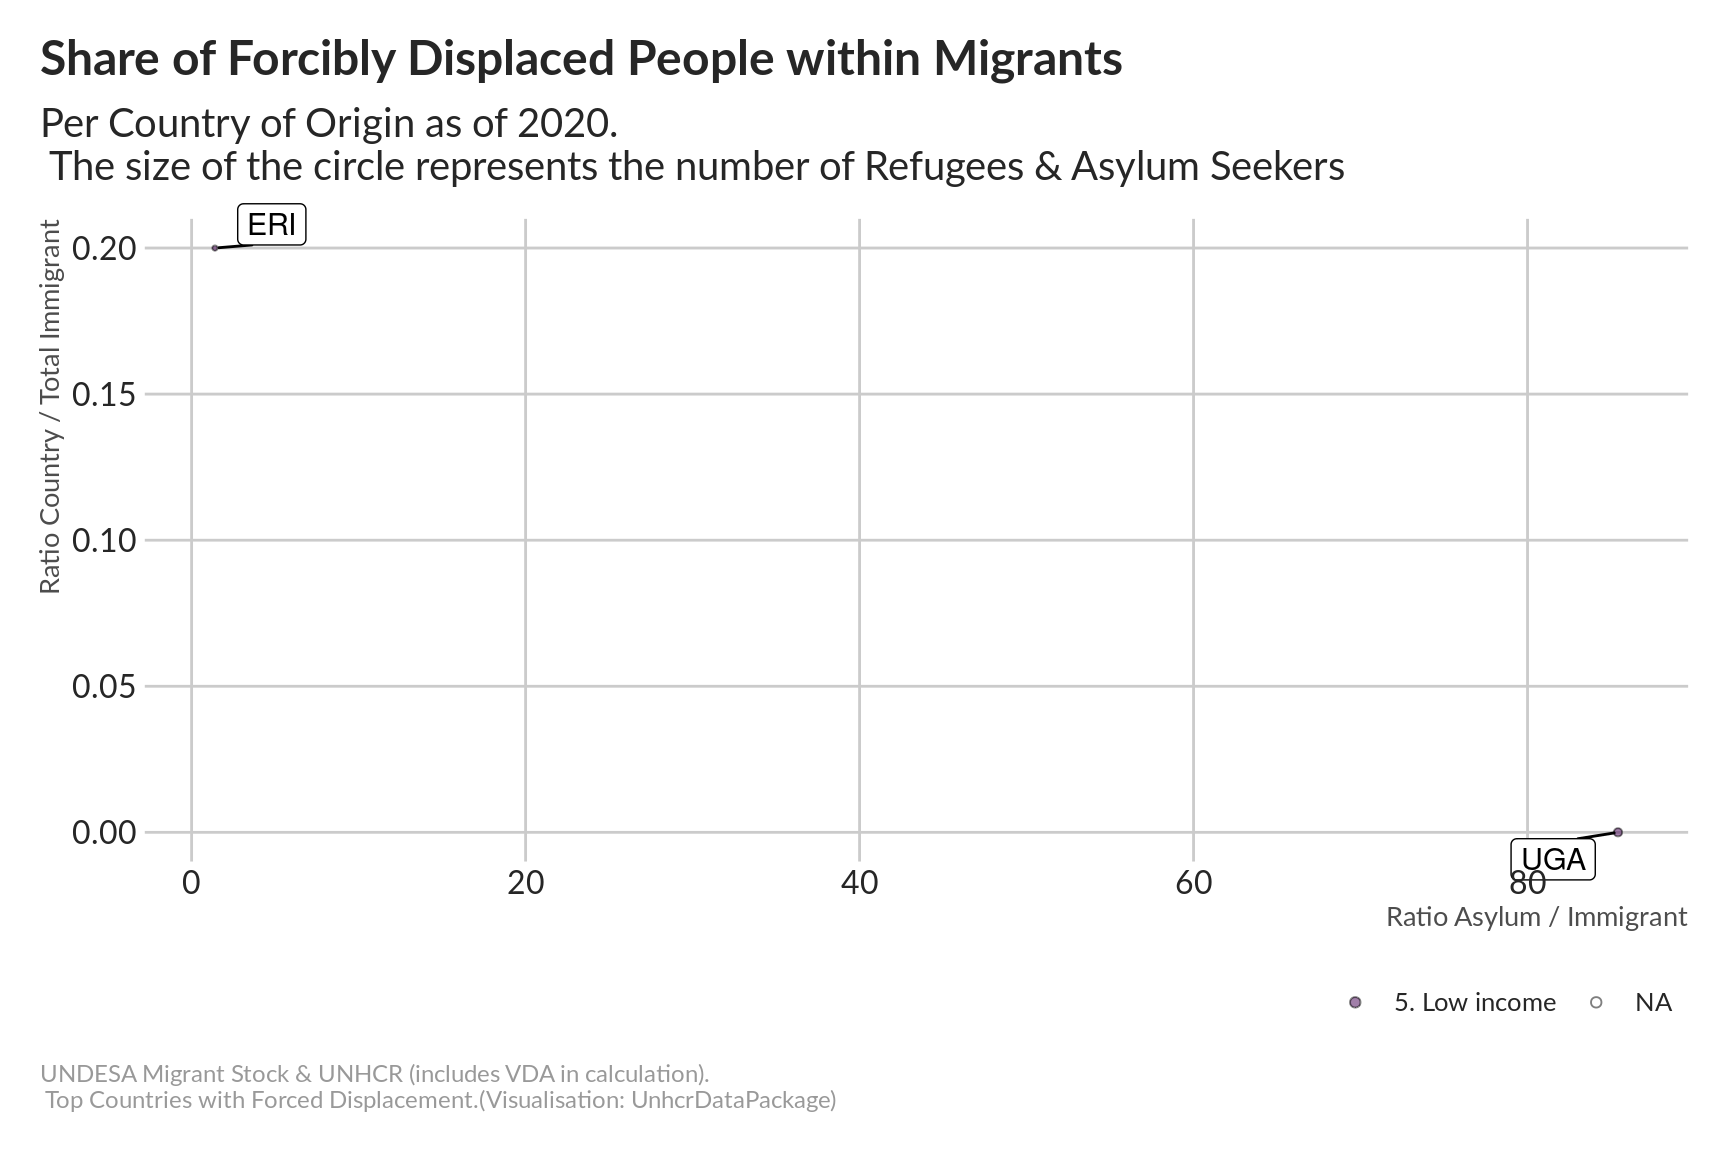 Share of Forcibly Displaced People within Migrants
Per Country of Origin as of 2020.
The size of the circle represents the number of Refugees & Asylum Seekers
Ratio Country / Total Immigrant
0.20
0.15
0.10
0.05
0.00
ERI
UGA
0 20 40 60 80
Ratio Asylum / Immigrant
5. Low income NA
UNDESA Migrant Stock & UNHCR (includes VDA in calculation).
Top Countries with Forced Displacement.(Visualisation: UnhcrDataPackage)